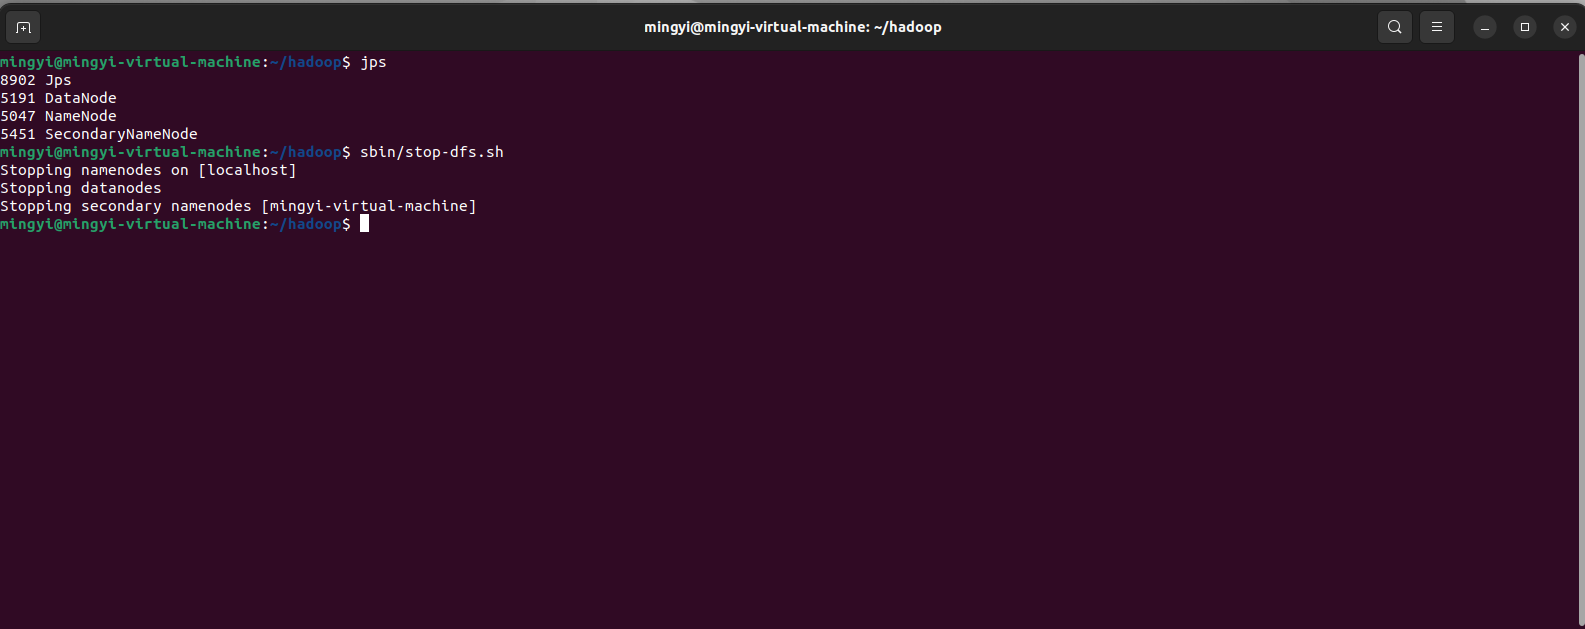 mingyi@mingyi-virtual-machine: ~/hadoop
mingyi@mingyi-virtual-machine:~/hadoop$ jps
8902 Jps
5191 DataNode
5047 NameNode
5451 SecondaryNameNode
mingyi@mingyi-virtual-machine:~/hadoop$ sbin/stop-dfs.sh
Stopping namenodes on [localhost]
Stopping datanodes
Stopping secondary namenodes [mingyi-virtual-machine]
mingyi@mingyi-virtual-machine:~/hadoop$